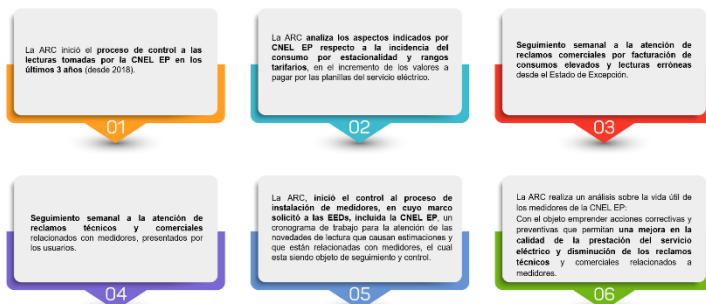 La ARC inició el proceso de control a las
lecturas tomadas por la CNEL EP en los
últimos 3 años (desde 2018).
01
La ARC analiza los aspectos indicados por
CNEL EP respecto a la incidencia del
consumo por estacionalidad y rangos
tarifarios, en el incremento de los valores a
pagar por las planillas del servicio eléctrico.
02
Seguimiento semanal a la atención de
reclamos comerciales por facturación de
consumos elevados y lecturas erróneas
desde el Estado de Excepción.
03
Seguimiento semanal a la atención de
reclamos técnicos y comerciales
relacionados con medidores, presentados por
los usuarios.
04
La ARC, inició el control al proceso de
instalación de medidores, en cuyo marco
solicitó a las EEDs, incluida la CNEL EP, un
cronograma de trabajo para la atención de las
novedades de lectura que causan estimaciones y
que están relacionadas con medidores, el cual
esta siendo objeto de seguimiento y control.
05
La ARC realiza un análisis sobre la vida útil de
los medidores de la CNEL EP:
Con el objeto emprender acciones correctivas y
preventivas que permitan una mejora en la
calidad de la prestación del servicio
eléctrico y disminución de los reclamos
técnicos y comerciales relacionados a
medidores.
06